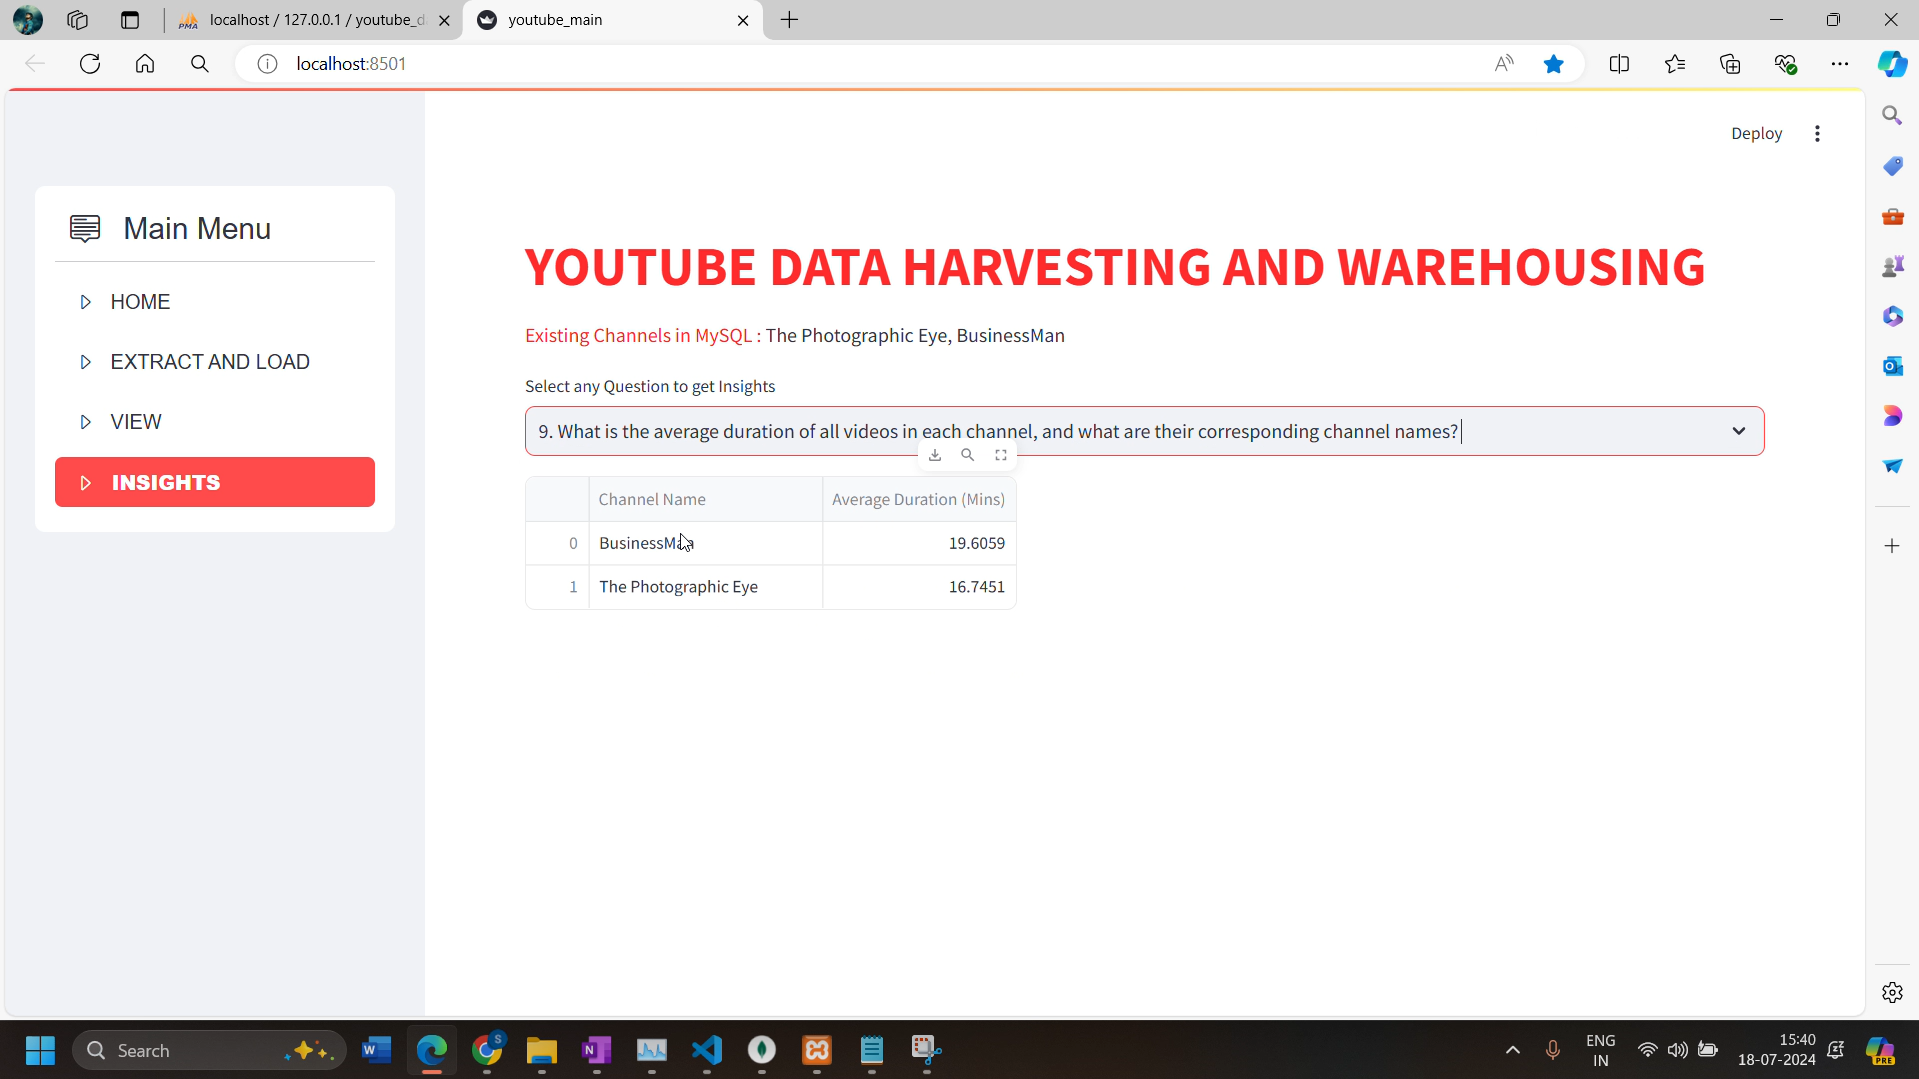 localhost / 127.0.0.1 / youtube_d
youtube_main
localhost:8501
Deploy
Main Menu
HOME
EXTRACT AND LOAD
VIEW
INSIGHTS
YOUTUBE DATA HARVESTING AND WAREHOUSING
Existing Channels in MySQL : The Photographic Eye, BusinessMan
Select any Question to get Insights
9. What is the average duration of all videos in each channel, and what are their corresponding channel names?
Channel Name Average Duration (Mins)
0 BusinessMan 19.6059
1 The Photographic Eye 16.7451
Search
ENG
IN
15:40
18-07-2024
PRE